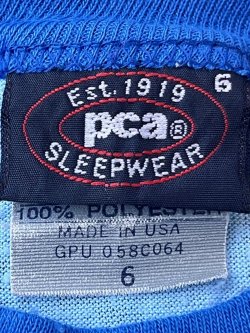 Est. 1919
6
pca®
SLEEPWEAR
100% POLYESTER
MADE IN USA
GPU 058C064
6